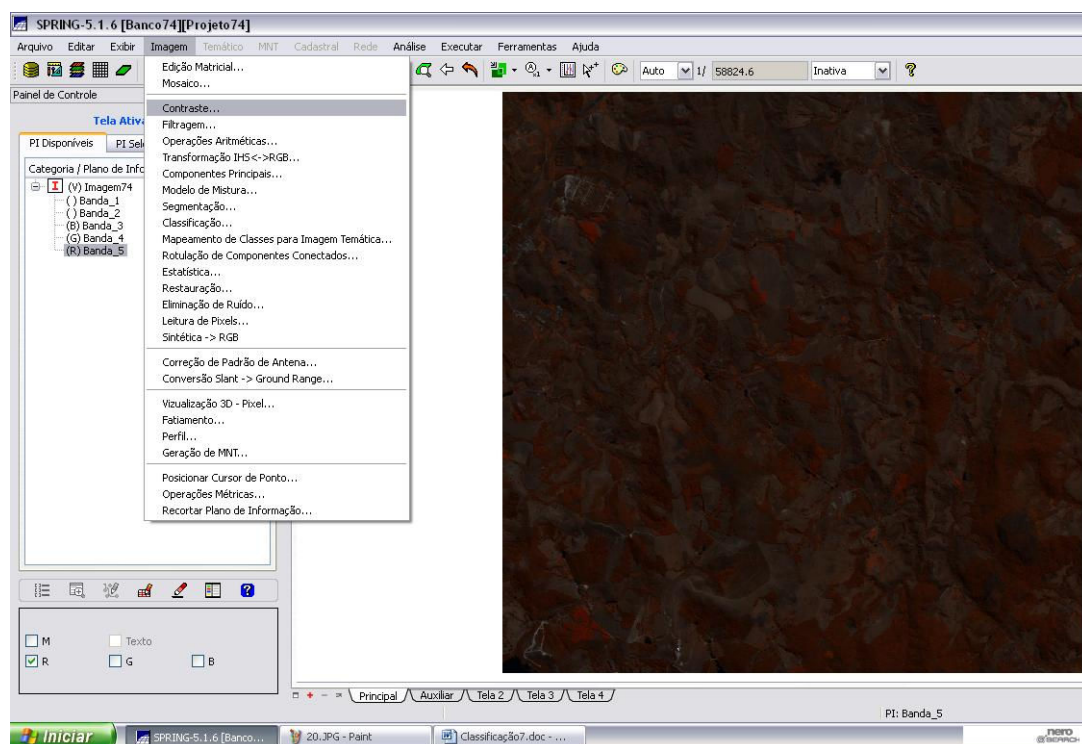 SPRING-5.1.6 [Banco74][Projeto74]
Arquivo Editar Exibir Imagem Temático MNT Cadastral Rede Análise Executar Ferramentas Ajuda
Auto 1/ 58824.6 Inativa
Painel de Controle
Tela Ativa
PI Disponíveis PI Sel
Categoria / Plano de Info
(V) Imagem74
( ) Banda_1
( ) Banda_2
(B) Banda_3
(G) Banda_4
(R) Banda_5
Edição Matricial...
Mosaico...
Contraste...
Filtragem...
Operações Aritméticas...
Transformação IHS<->RGB...
Componentes Principais...
Modelo de Mistura...
Segmentação...
Classificação...
Mapeamento de Classes para Imagem Temática...
Rotulação de Componentes Conectados...
Estatística...
Restauração...
Eliminação de Ruído...
Leitura de Pixels...
Sintética -> RGB
Correção de Padrão de Antena...
Conversão Slant -> Ground Range...
Vizualização 3D - Pixel...
Fatiamento...
Perfil...
Geração de MNT...
Posicionar Cursor de Ponto...
Operações Métricas...
Recortar Plano de Informação...
M Texto
R G B
Principal Auxiliar Tela 2 Tela 3 Tela 4
PI: Banda_5
Iniciar SPRING-5.1.6 [Banco... 20.JPG - Paint Classificação7.doc - ... nero
SEARCH